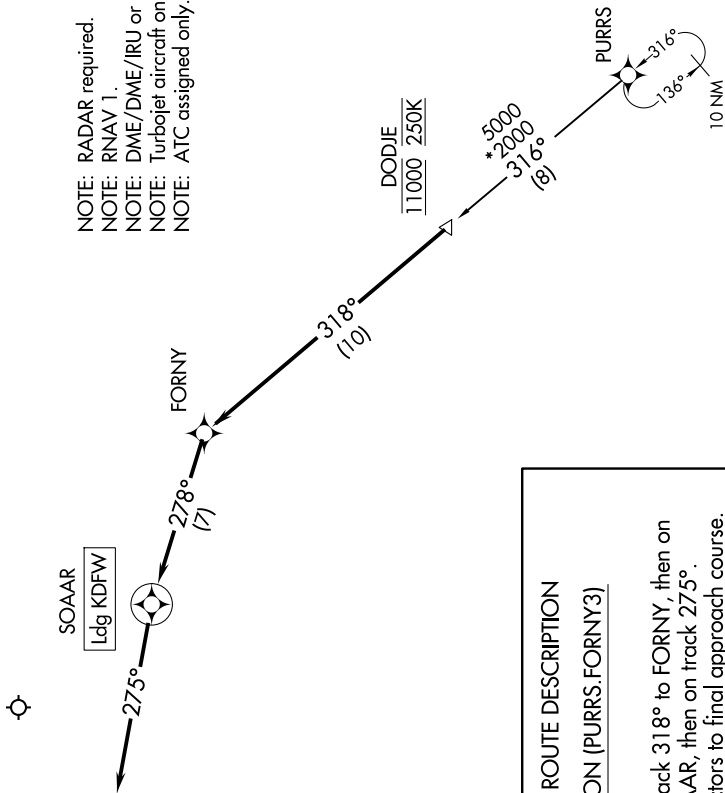 NOTE: RADAR required.
NOTE: RNAV 1.
NOTE: DME/DME/IRU or
NOTE: Turbojet aircraft on
NOTE: ATC assigned only.
PURRS
316°
136°
10 NM
DODJE
11000 250K
5000
*2000
316°
(8)
318°
(10)
FORNY
278°
(7)
SOAAR
Ldg KDFW
275°
ROUTE DESCRIPTION
ON (PURRS.FORNY3)
ack 318° to FORNY, then on
AAR, then on track 275°.
ctors to final approach course.